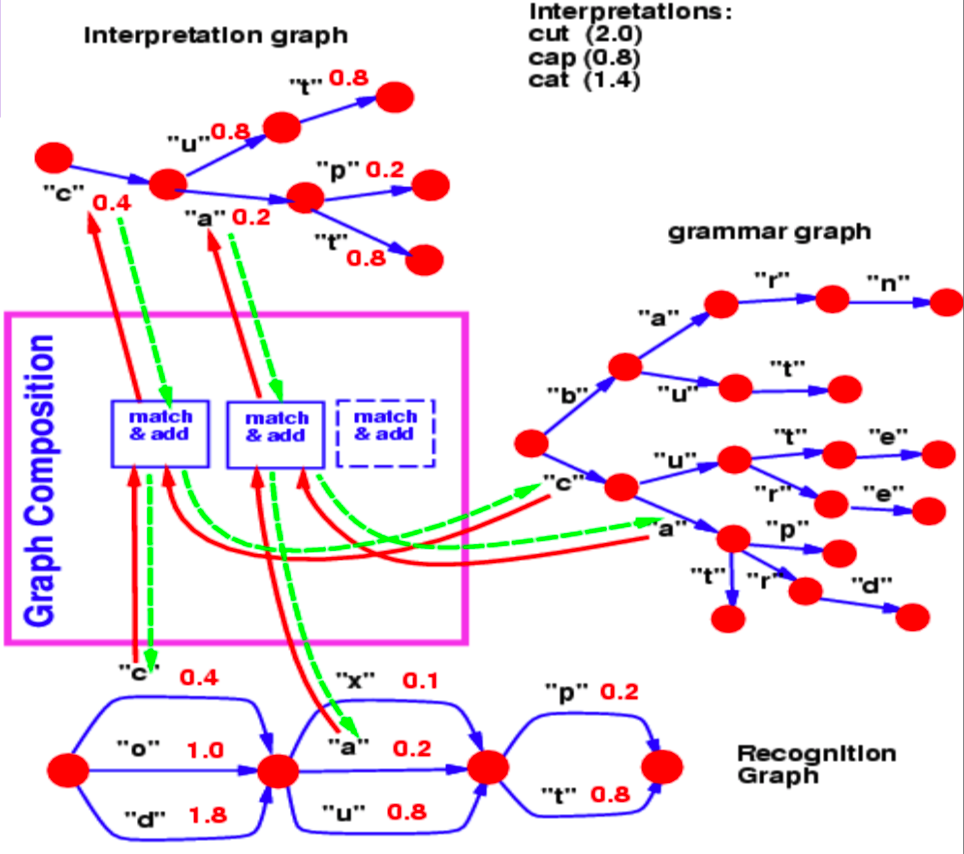 Interpretations:
cut (2.0)
cap (0.8)
cat (1.4)
Interpretation graph
"t" 0.8
"u" 0.8
"p" 0.2
"c" 0.4
"a" 0.2
"t" 0.8
grammar graph
"r"
"n"
"a"
"b"
"u"
"t"
"u"
"t"
"e"
"c"
"r"
"e"
"a"
"p"
"t"
"r"
"d"
Graph Composition
match
& add
match
& add
match
& add
"c" 0.4
"x" 0.1
"p" 0.2
"o" 1.0
"a" 0.2
"d" 1.8
"u" 0.8
"t" 0.8
Recognition
Graph